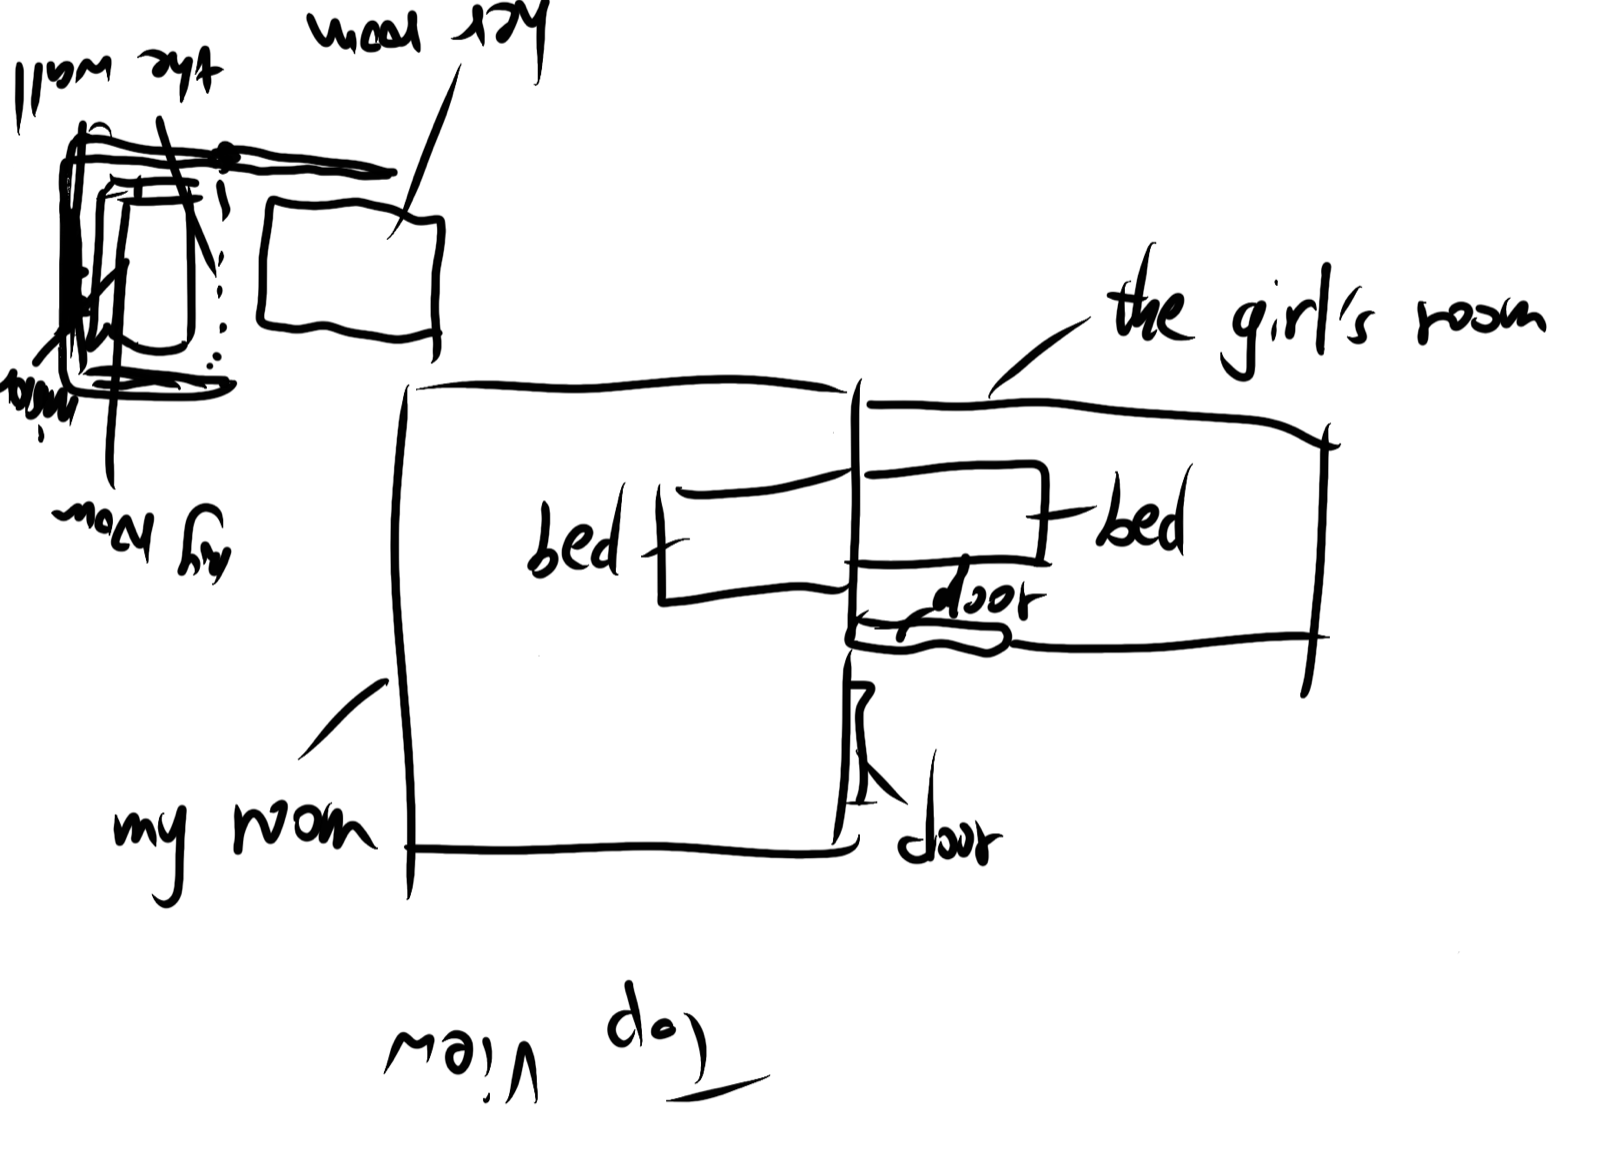 her room
the wall
my room
the girl's room
bed
bed
door
my room
door
Top view